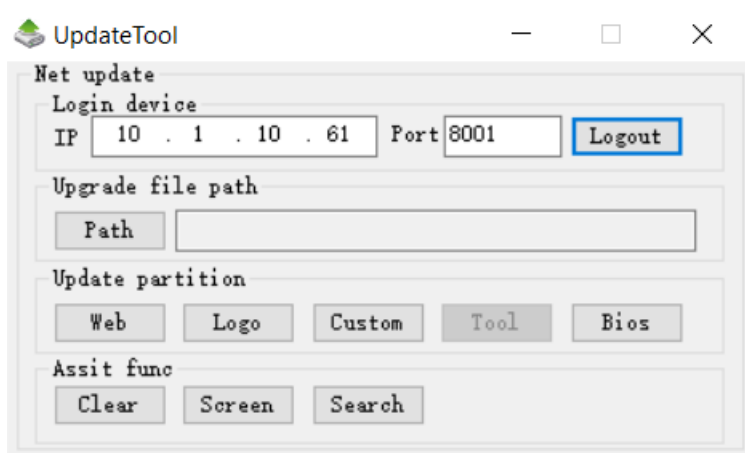 UpdateTool
Net update
Login device
IP 10 . 1 . 10 . 61 Port 8001 Logout
Upgrade file path
Path
Update partition
Web Logo Custom Tool Bios
Assit func
Clear Screen Search